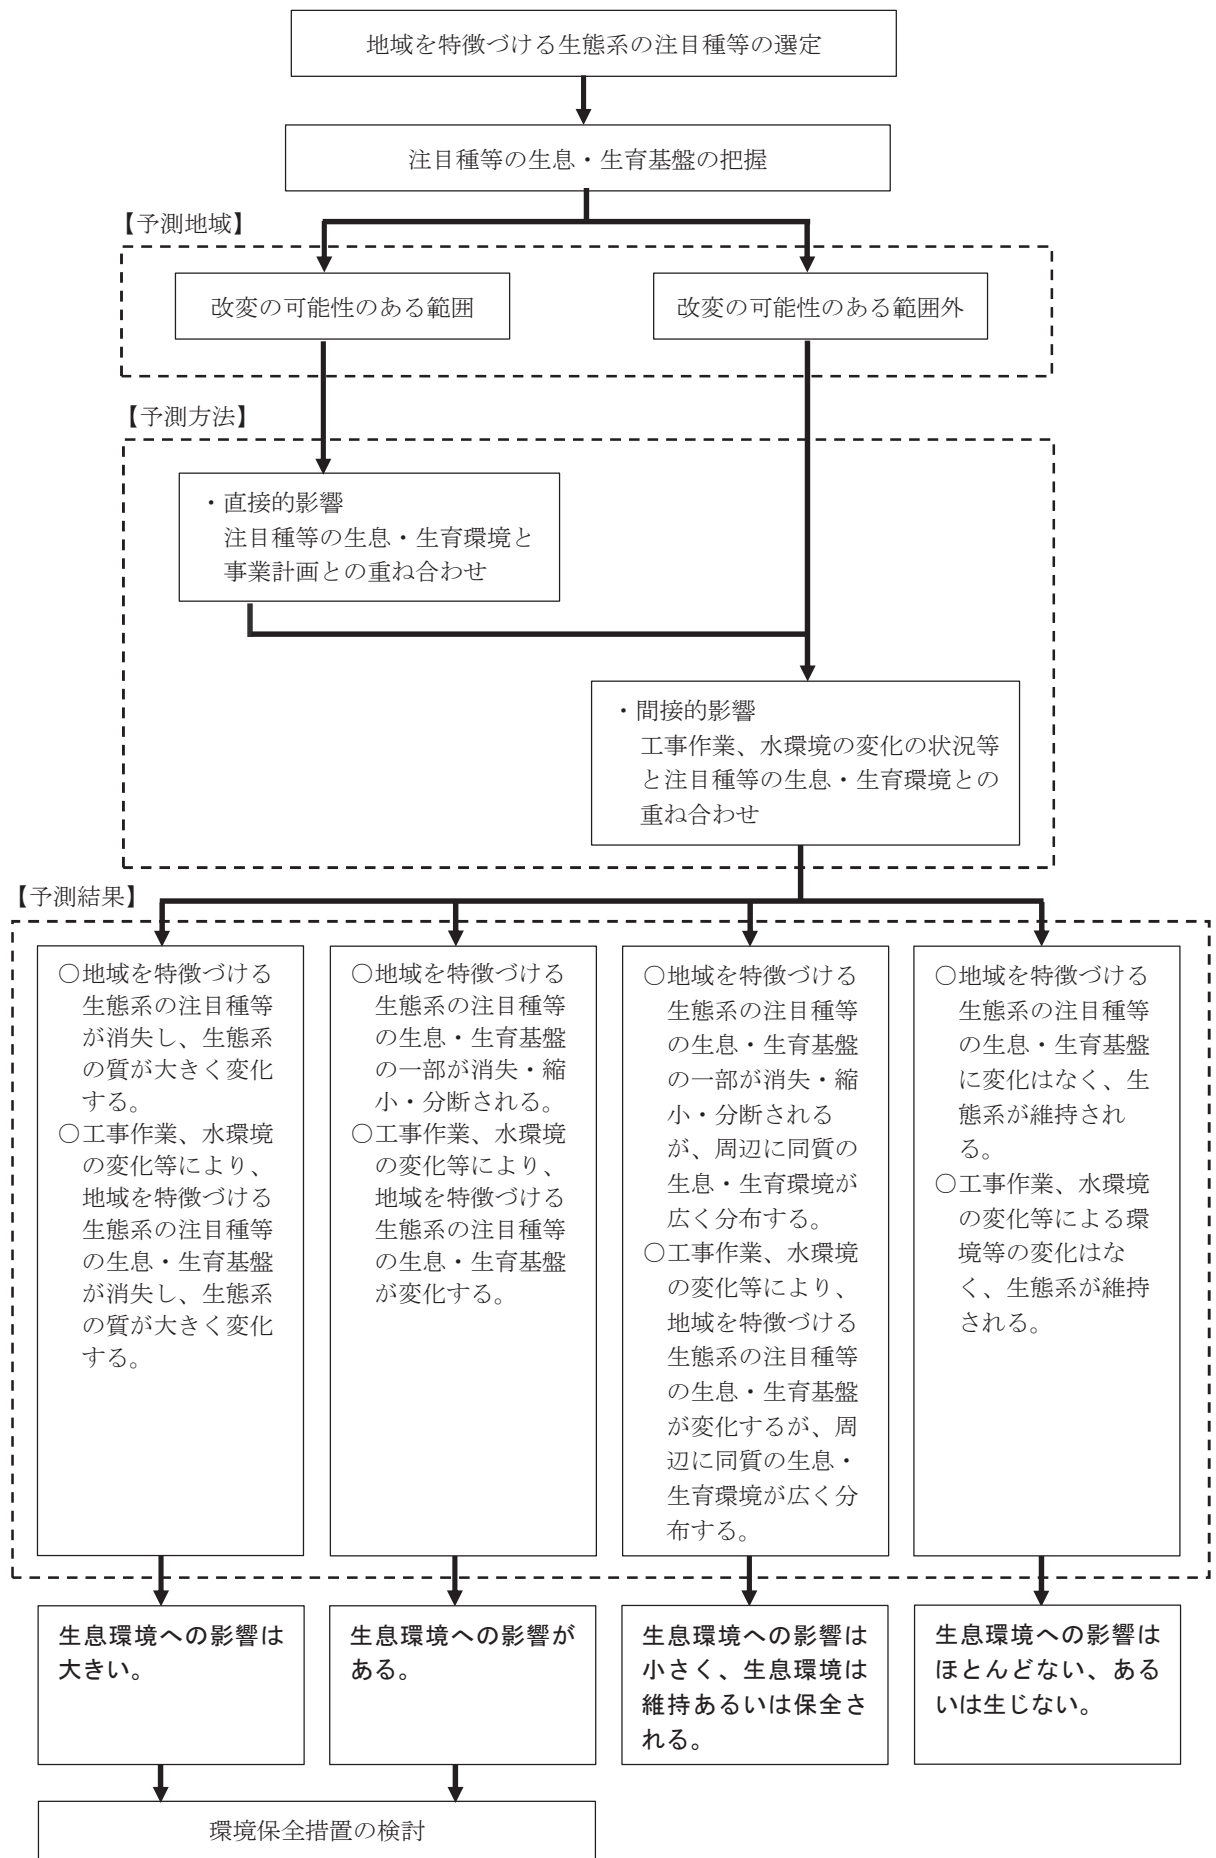 地域を特徴づける生態系の注目種等の選定
注目種等の生息・生育基盤の把握
【予測地域】
改変の可能性のある範囲
改変の可能性のある範囲外
【予測方法】
・直接的影響
注目種等の生息・生育環境と
事業計画との重ね合わせ
・間接的影響
工事作業、水環境の変化の状況等
と注目種等の生息・生育環境との
重ね合わせ
【予測結果】
○地域を特徴づける
生態系の注目種等
が消失し、生態系
の質が大きく変化
する。
○工事作業、水環境
の変化等により、
地域を特徴づける
生態系の注目種等
の生息・生育基盤
が消失し、生態系
の質が大きく変化
する。
○地域を特徴づける
生態系の注目種等
の生息・生育基盤
の一部が消失・縮
小・分断される。
○工事作業、水環境
の変化等により、
地域を特徴づける
生態系の注目種等
の生息・生育基盤
が変化する。
○地域を特徴づける
生態系の注目種等
の生息・生育基盤
の一部が消失・縮
小・分断される
が、周辺に同質の
生息・生育環境が
広く分布する。
○工事作業、水環境
の変化等により、
地域を特徴づける
生態系の注目種等
の生息・生育基盤
が変化するが、周
辺に同質の生息・
生育環境が広く分
布する。
○地域を特徴づける
生態系の注目種等
の生息・生育基盤
に変化はなく、生
態系が維持され
る。
○工事作業、水環境
の変化等による環
境等の変化はな
く、生態系が維持
される。
生息環境への影響は
大きい。
生息環境への影響が
ある。
生息環境への影響は
小さく、生息環境は
維持あるいは保全さ
れる。
生息環境への影響は
ほとんどない、ある
いは生じない。
環境保全措置の検討